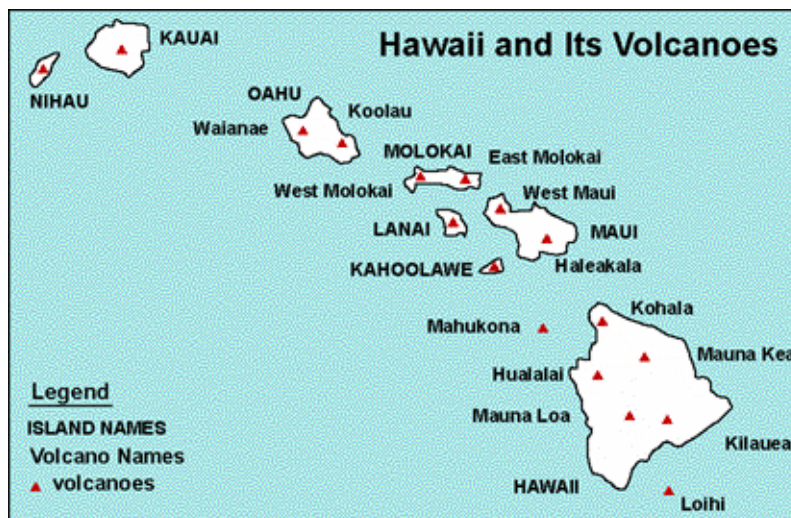 Hawaii and Its Volcanoes
KAUAI
NIHAU
OAHU
Koolau
Waianae
MOLOKAI
East Molokai
West Molokai
West Maui
LANAI
MAUI
KAHOOLAWE
Haleakala
Kohala
Mahukona
Mauna Kea
Hualalai
Mauna Loa
Kilauea
HAWAII
Loihi
Legend
ISLAND NAMES
Volcano Names
volcanoes